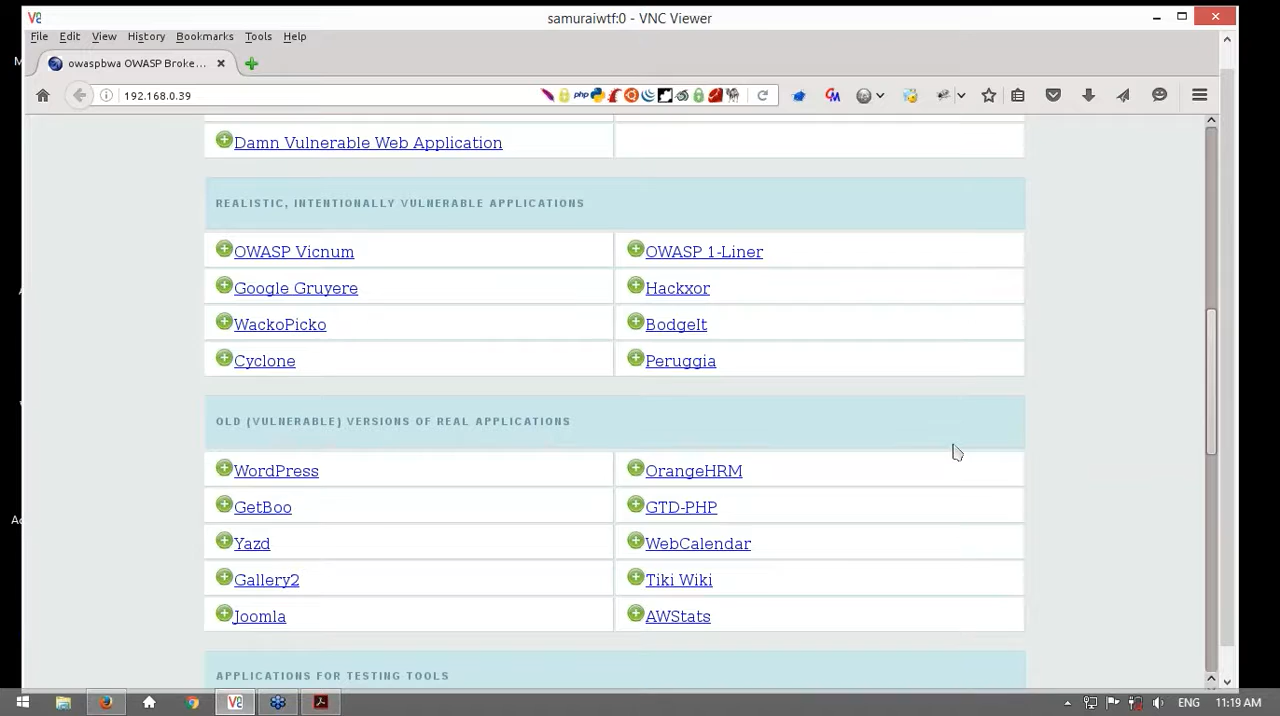 samuraiwtf:0 - VNC Viewer
File Edit View History Bookmarks Tools Help
owaspbwa OWASP Broke...
192.168.0.39
Damn Vulnerable Web Application
REALISTIC, INTENTIONALLY VULNERABLE APPLICATIONS
OWASP Vicnum OWASP 1-Liner
Google Gruyere Hackxor
WackoPicko BodgeIt
Cyclone Peruggia
OLD (VULNERABLE) VERSIONS OF REAL APPLICATIONS
WordPress OrangeHRM
GetBoo GTD-PHP
Yazd WebCalendar
Gallery2 Tiki Wiki
Joomla AWStats
APPLICATIONS FOR TESTING TOOLS
ENG 11:19 AM